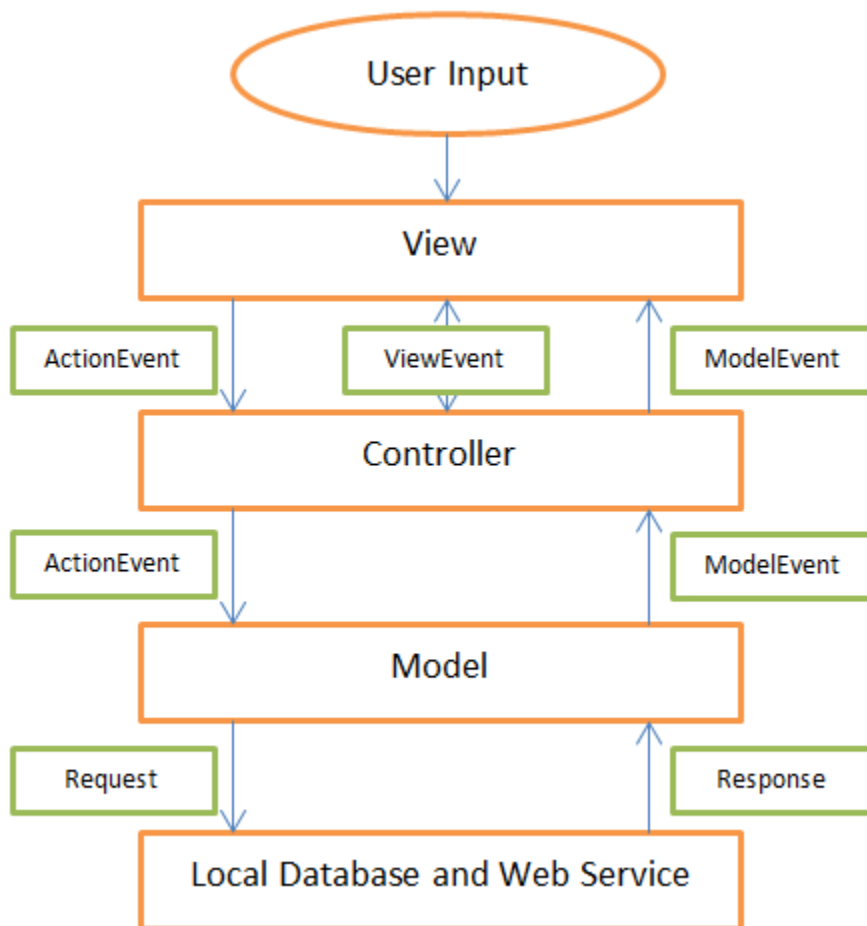 User Input
View
ActionEvent
ViewEvent
ModelEvent
Controller
ActionEvent
ModelEvent
Model
Request
Response
Local Database and Web Service